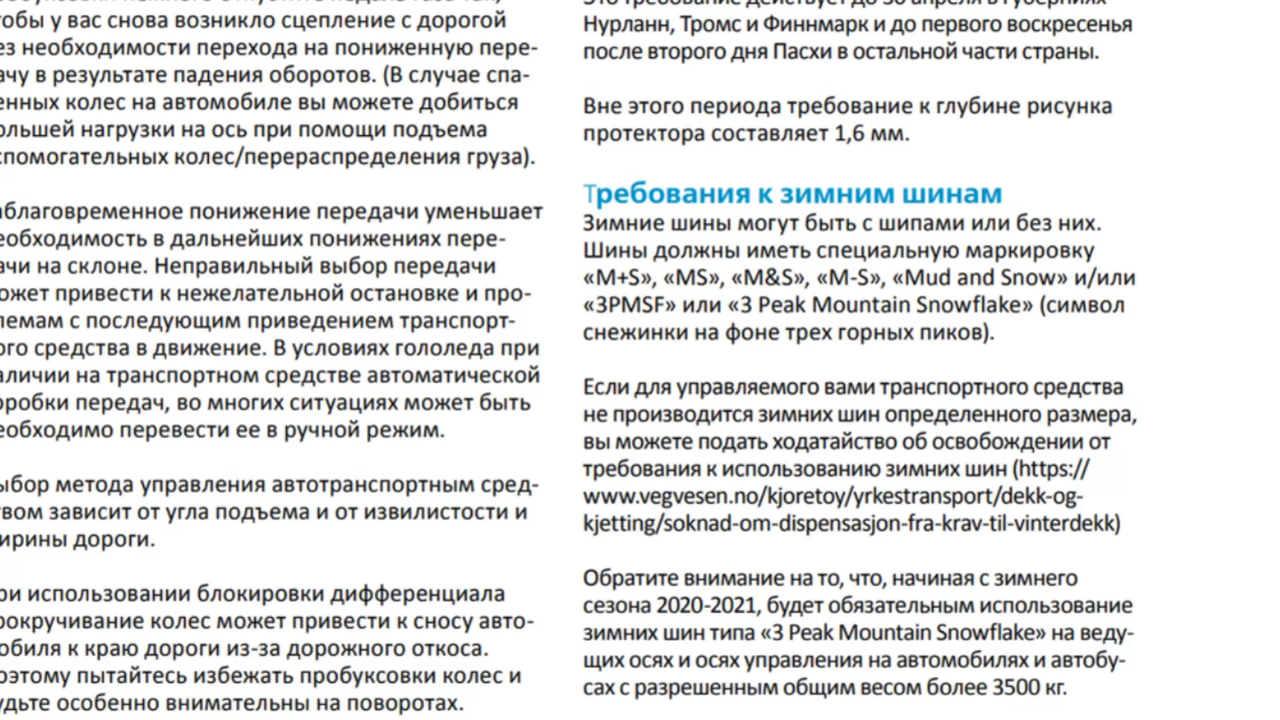 чтобы у вас снова возникло сцепление с дорогой
без необходимости перехода на пониженную пере-
дачу в результате падения оборотов. (В случае спа-
ренных колес на автомобиле вы можете добиться
большей нагрузки на ось при помощи подъема
вспомогательных колес/перераспределения груза).
Заблаговременное понижение передачи уменьшает
необходимость в дальнейших понижениях пере-
дачи на склоне. Неправильный выбор передачи
может привести к нежелательной остановке и про-
блемам с последующим приведением транспорт-
ного средства в движение. В условиях гололеда при
наличии на транспортном средстве автоматической
коробки передач, во многих ситуациях может быть
необходимо перевести ее в ручной режим.
Выбор метода управления автотранспортным сред-
ством зависит от угла подъема и от извилистости и
ширины дороги.
При использовании блокировки дифференциала
прокручивание колес может привести к сносу авто-
мобиля к краю дороги из-за дорожного откоса.
Поэтому пытайтесь избежать пробуксовки колес и
будьте особенно внимательны на поворотах.
Это требование действует до 30 апреля в губерниях
Нурланн, Тромс и Финнмарк и до первого воскресенья
после второго дня Пасхи в остальной части страны.
Вне этого периода требование к глубине рисунка
протектора составляет 1,6 мм.
Требования к зимним шинам
Зимние шины могут быть с шипами или без них.
Шины должны иметь специальную маркировку
«M+S», «MS», «M&S», «M-S», «Mud and Snow» и/или
«3PMSF» или «3 Peak Mountain Snowflake» (символ
снежинки на фоне трех горных пиков).
Если для управляемого вами транспортного средства
не производится зимних шин определенного размера,
вы можете подать ходатайство об освобождении от
требования к использованию зимних шин (https://
www.vegvesen.no/kjoretoy/yrkestransport/dekk-og-
kjetting/soknad-om-dispensasjon-fra-krav-til-vinterdekk)
Обратите внимание на то, что, начиная с зимнего
сезона 2020-2021, будет обязательным использование
зимних шин типа «3 Peak Mountain Snowflake» на веду-
щих осях и осях управления на автомобилях и автобу-
сах с разрешенным общим весом более 3500 кг.